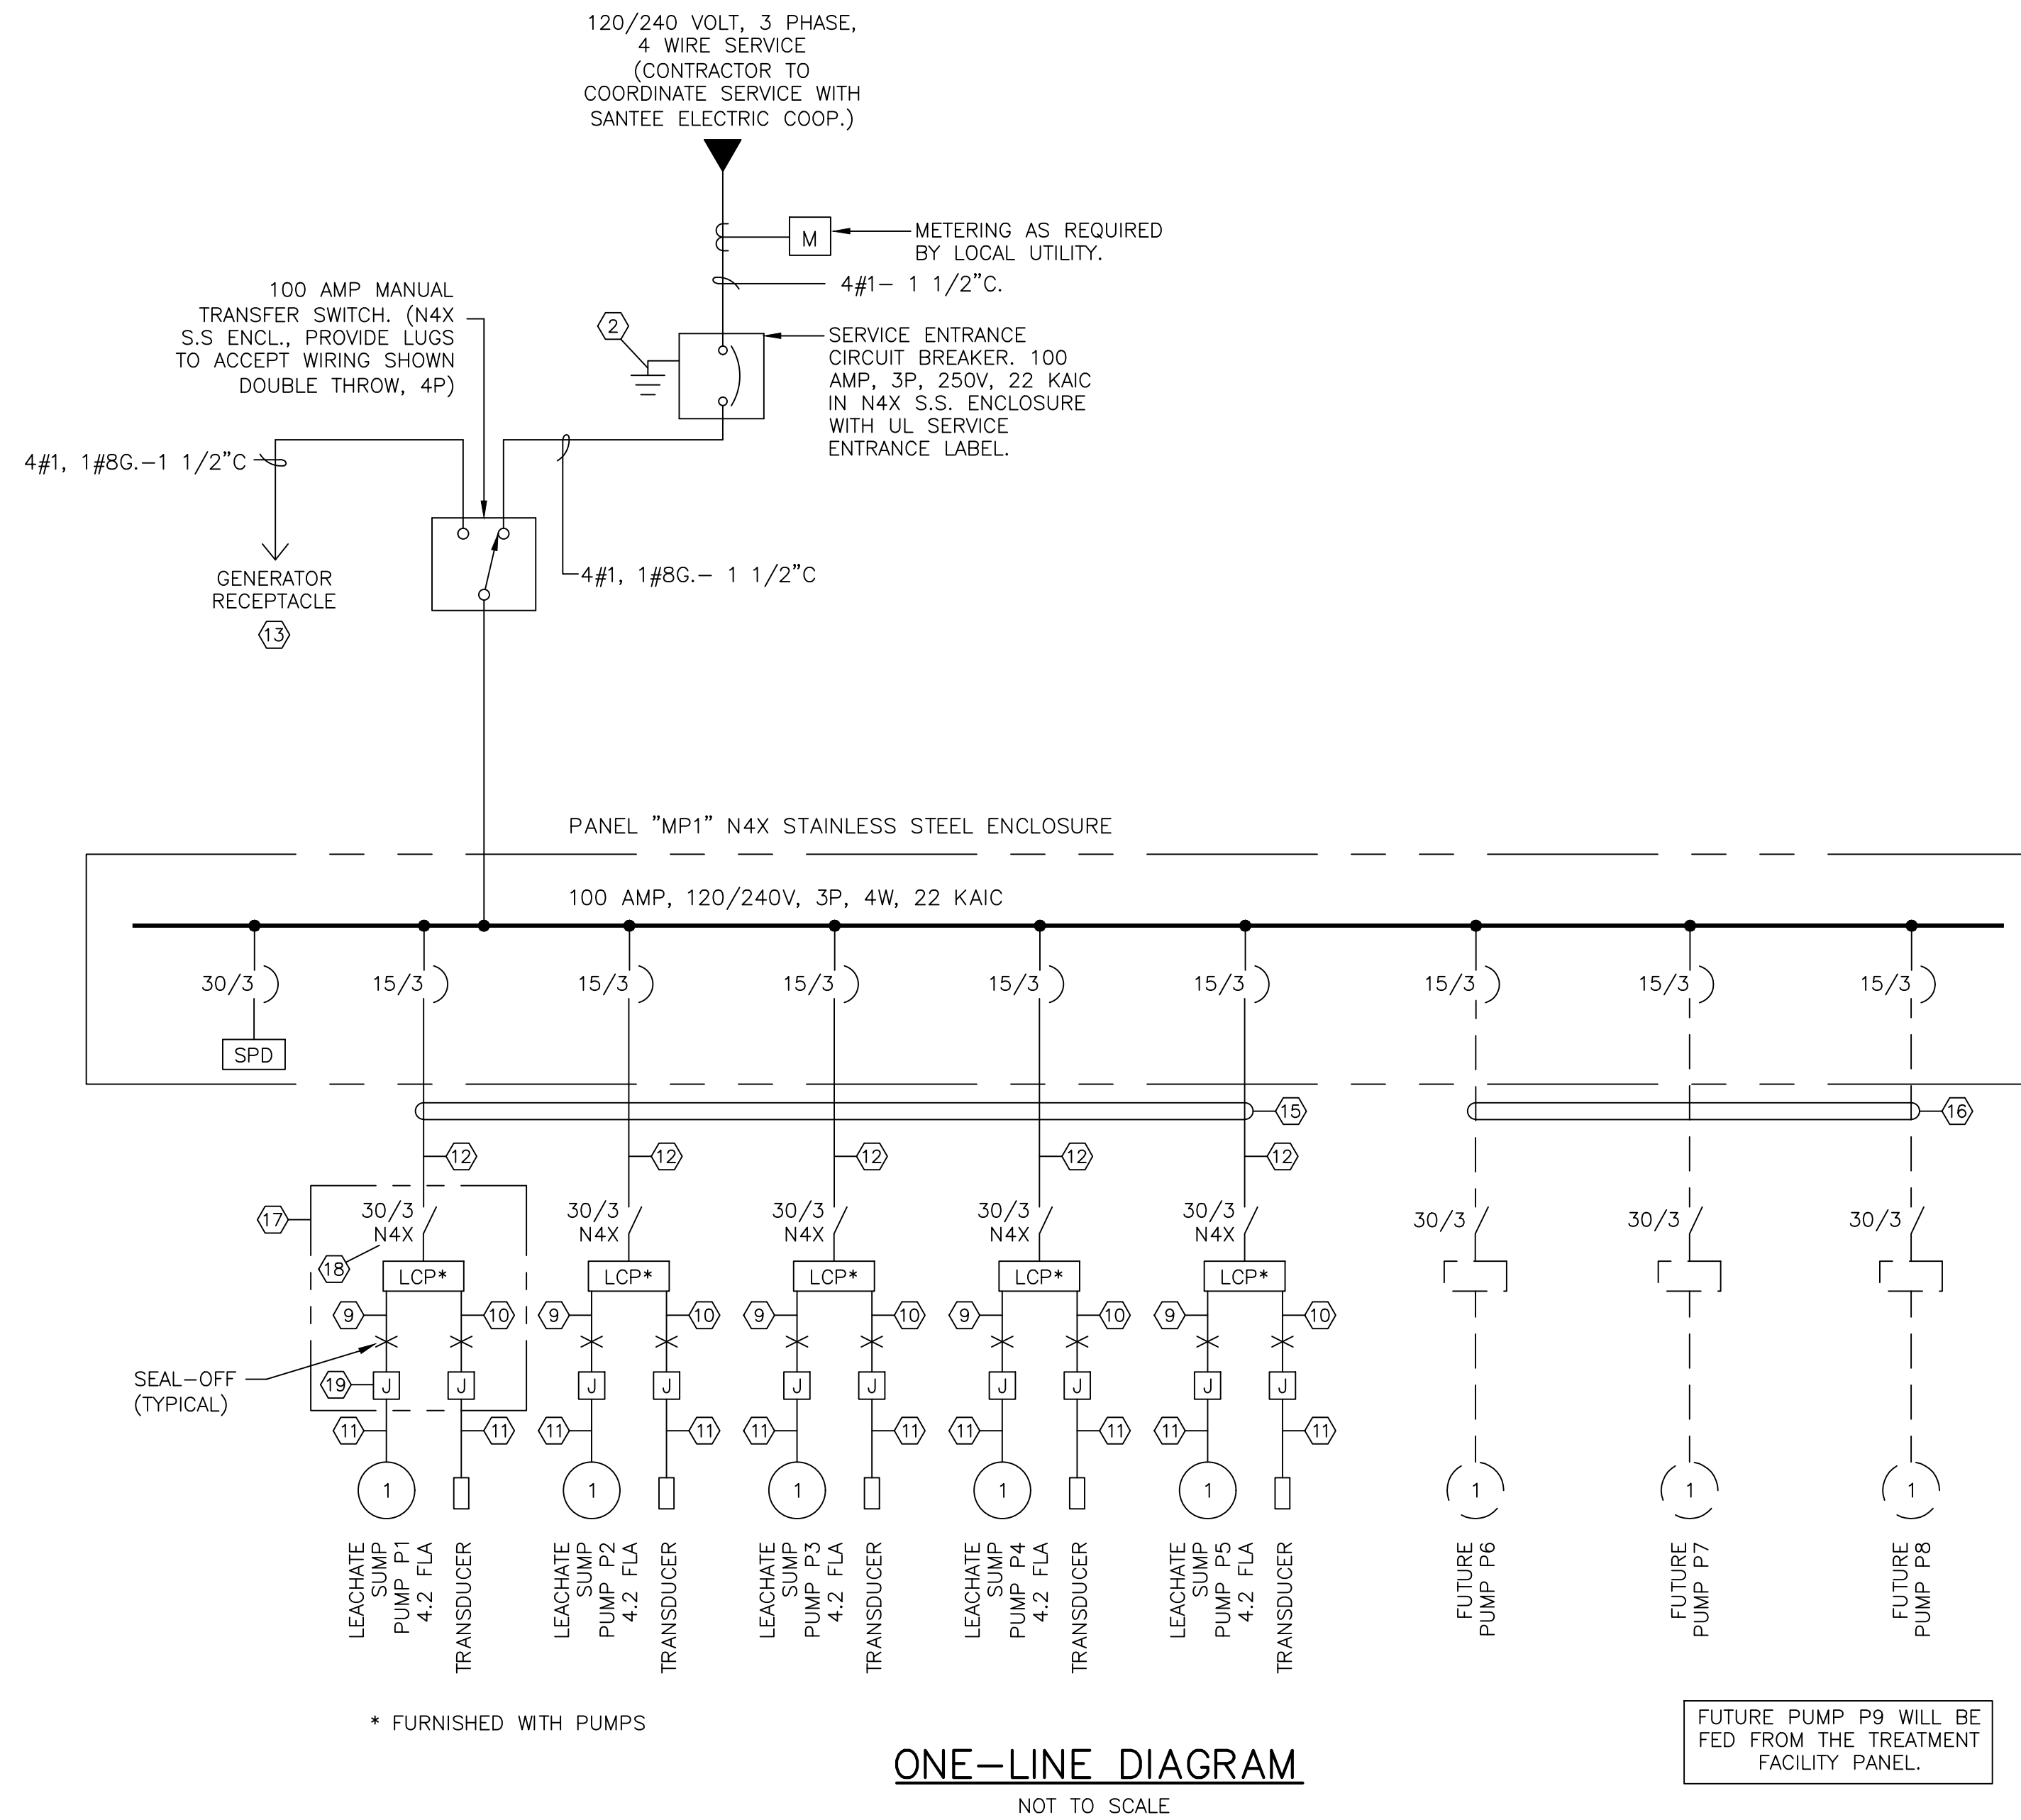 120/240 VOLT, 3 PHASE,
4 WIRE SERVICE
(CONTRACTOR TO
COORDINATE SERVICE WITH
SANTEE ELECTRIC COOP.)
M
METERING AS REQUIRED
BY LOCAL UTILITY.
4#1– 1 1/2"C.
100 AMP MANUAL
TRANSFER SWITCH. (N4X
S.S ENCL., PROVIDE LUGS
TO ACCEPT WIRING SHOWN
DOUBLE THROW, 4P)
2
SERVICE ENTRANCE
CIRCUIT BREAKER. 100
AMP, 3P, 250V, 22 KAIC
IN N4X S.S. ENCLOSURE
WITH UL SERVICE
ENTRANCE LABEL.
4#1, 1#8G.–1 1/2"C
4#1, 1#8G.– 1 1/2"C
GENERATOR
RECEPTACLE
13
PANEL "MP1" N4X STAINLESS STEEL ENCLOSURE
100 AMP, 120/240V, 3P, 4W, 22 KAIC
30/3 15/3 15/3 15/3 15/3 15/3 15/3 15/3 15/3
SPD
15 16
12 12 12 12 12
17
30/3 30/3 30/3 30/3 30/3 30/3 30/3 30/3
N4X N4X N4X N4X N4X
18
LCP* LCP* LCP* LCP* LCP*
9 10 9 10 9 10 9 10 9 10
SEAL–OFF
(TYPICAL)
19
J J J J J J J J J J
11 11 11 11 11 11 11 11 11 11
1 1 1 1 1 1 1 1
LEACHATE
SUMP
PUMP P1
4.2 FLA
TRANSDUCER
LEACHATE
SUMP
PUMP P2
4.2 FLA
TRANSDUCER
LEACHATE
SUMP
PUMP P3
4.2 FLA
TRANSDUCER
LEACHATE
SUMP
PUMP P4
4.2 FLA
TRANSDUCER
LEACHATE
SUMP
PUMP P5
4.2 FLA
TRANSDUCER
FUTURE
PUMP P6
FUTURE
PUMP P7
FUTURE
PUMP P8
* FURNISHED WITH PUMPS
FUTURE PUMP P9 WILL BE
FED FROM THE TREATMENT
FACILITY PANEL.
ONE–LINE DIAGRAM
NOT TO SCALE